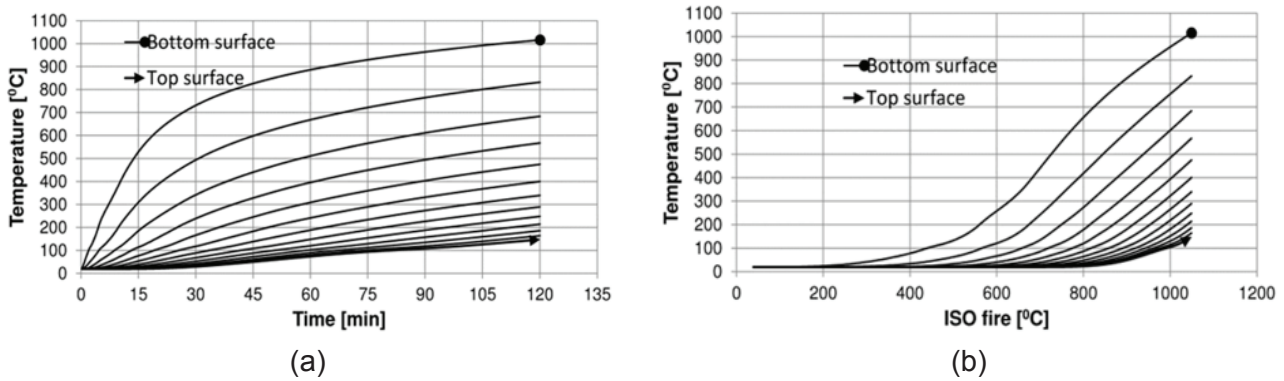 1100
1000
900
800
700
600
500
400
300
200
100
0
Temperature [⁰C]
Bottom surface
Top surface
0 15 30 45 60 75 90 105 120 135
Time [min]
(a)
1100
1000
900
800
700
600
500
400
300
200
100
0
Temperature [⁰C]
Bottom surface
Top surface
0 200 400 600 800 1000 1200
ISO fire [⁰C]
(b)